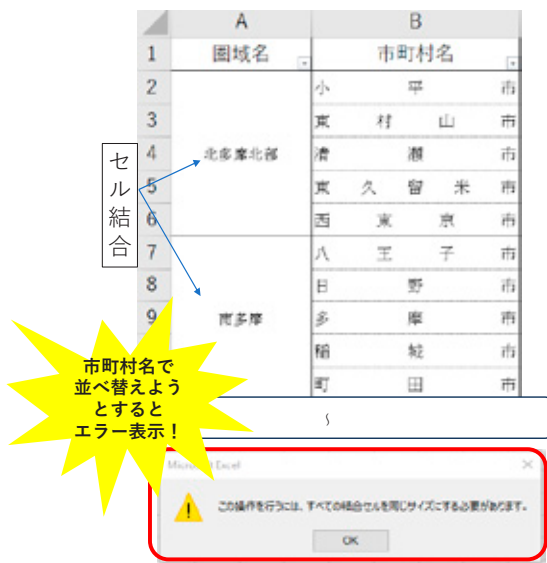 A B
1 圏域名 市町村名
2 小平市
3 東村山市
4 北多摩北部 清瀬市
5 東久留米市
6 西東京市
7 八王子市
8 日野市
9 南多摩 多摩市
稲城市
町田市
セル結合
市町村名で
並べ替えよう
とすると
エラー表示！
～
Microsoft Excel
この操作を行うには、すべての結合セルを同じサイズにする必要があります。
OK